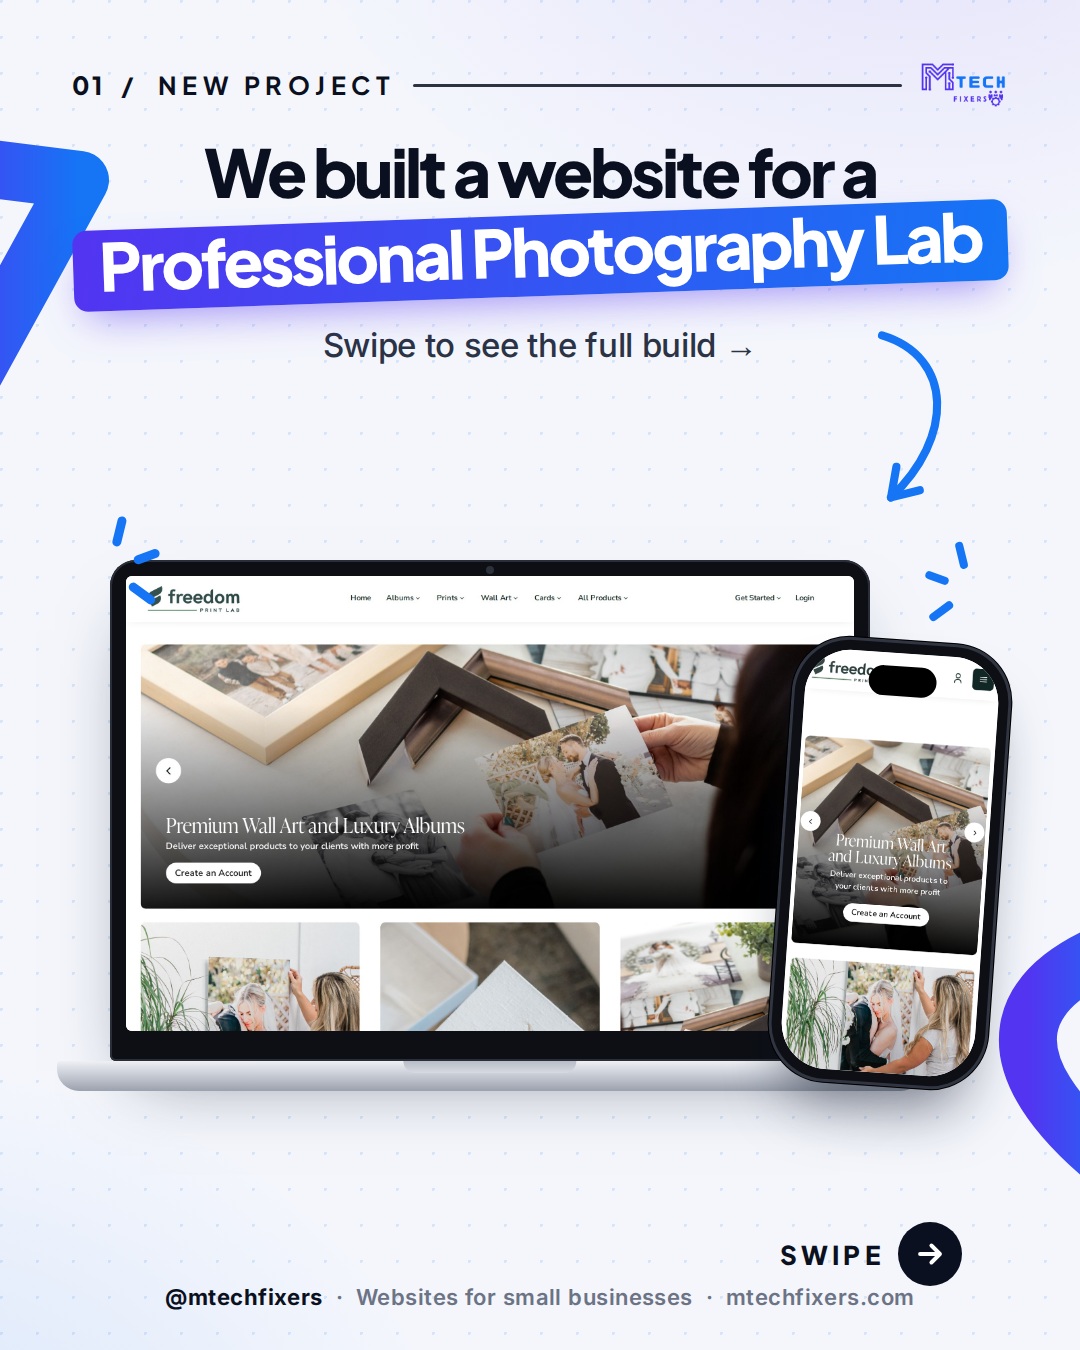 01 / NEW PROJECT
MTECH
FIXERS
We built a website for a
Professional Photography Lab
Swipe to see the full build →
freedom
PRINT LAB
Home Albums Prints Wall Art Cards All Products Get Started Login
Premium Wall Art and Luxury Albums
Deliver exceptional products to your clients with more profit
Create an Account
Premium Wall Art
and Luxury Albums
Deliver exceptional products to
your clients with more profit
Create an Account
SWIPE
@mtechfixers · Websites for small businesses · mtechfixers.com